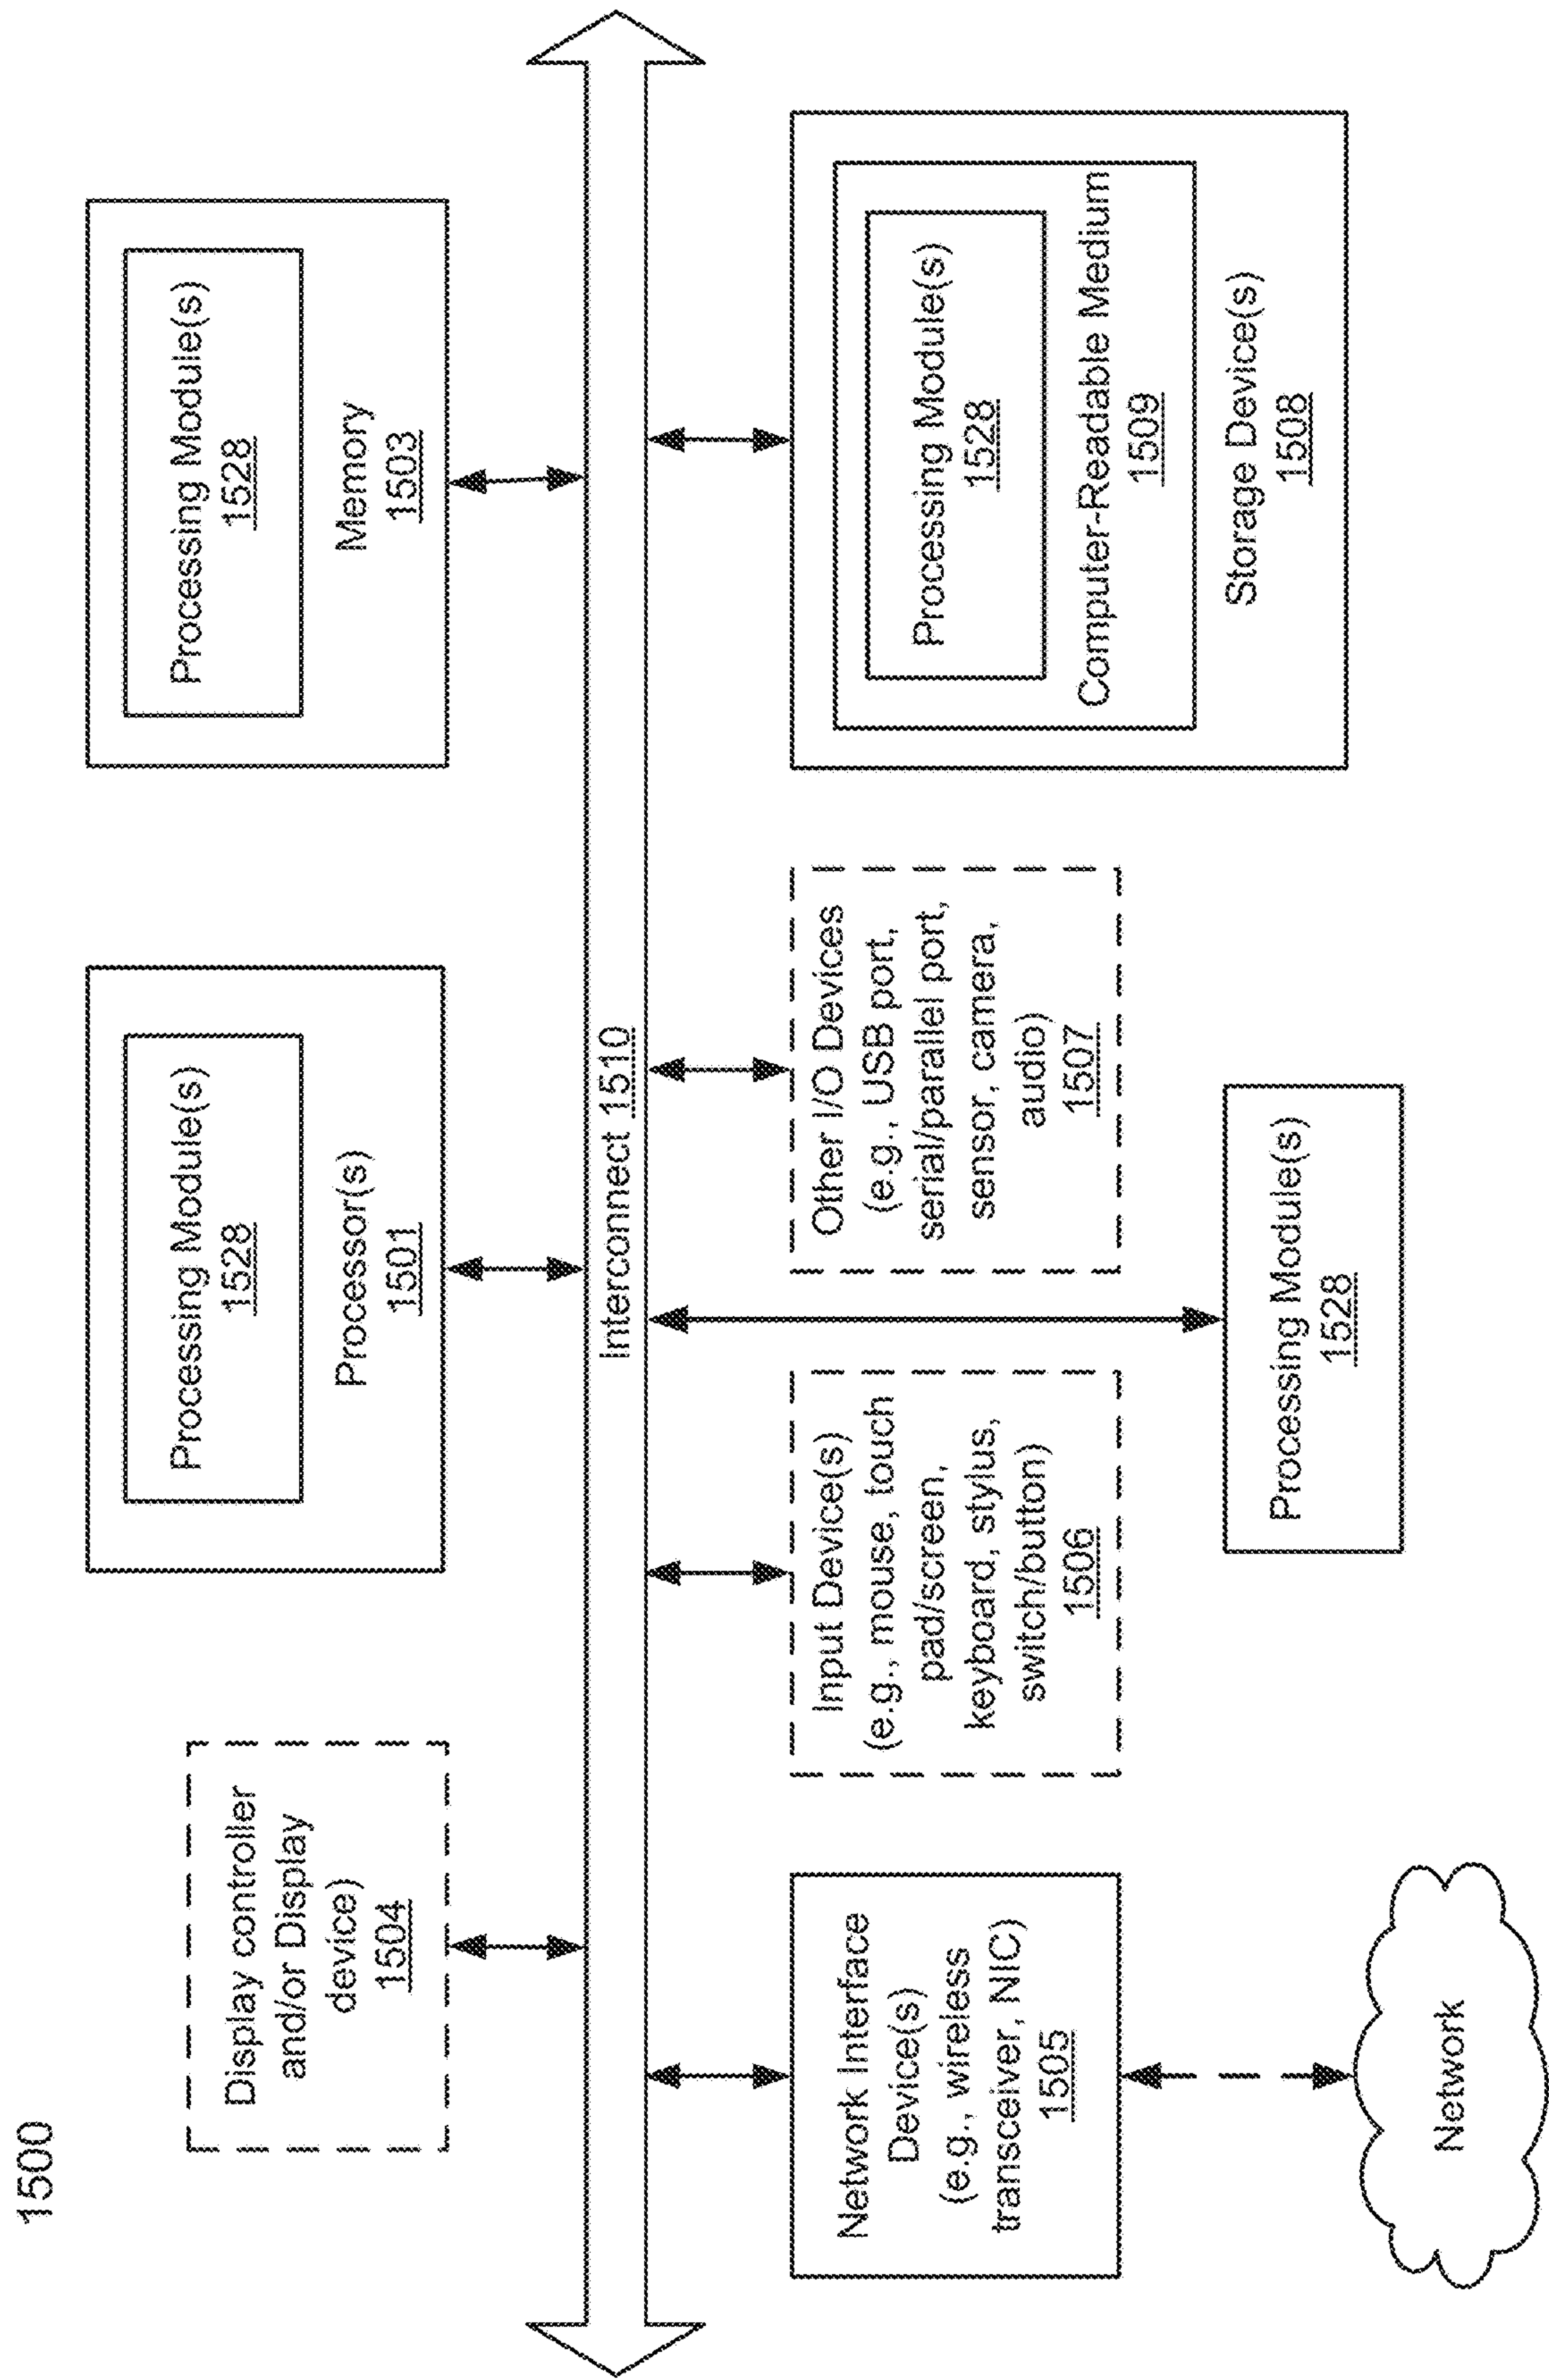 1500
Display controller
and/or Display
device)
1504
Processing Module(s)
1528
Processor(s)
1501
Processing Module(s)
1528
Memory
1503
Interconnect 1510
Network Interface
Device(s)
(e.g., wireless
transceiver, NIC)
1505
Input Device(s)
(e.g., mouse, touch
pad/screen,
keyboard, stylus,
switch/button)
1506
Other I/O Devices
(e.g., USB port,
serial/parallel port,
sensor, camera,
audio)
1507
Processing Module(s)
1528
Computer-Readable Medium
1509
Storage Device(s)
1508
Processing Module(s)
1528
Network